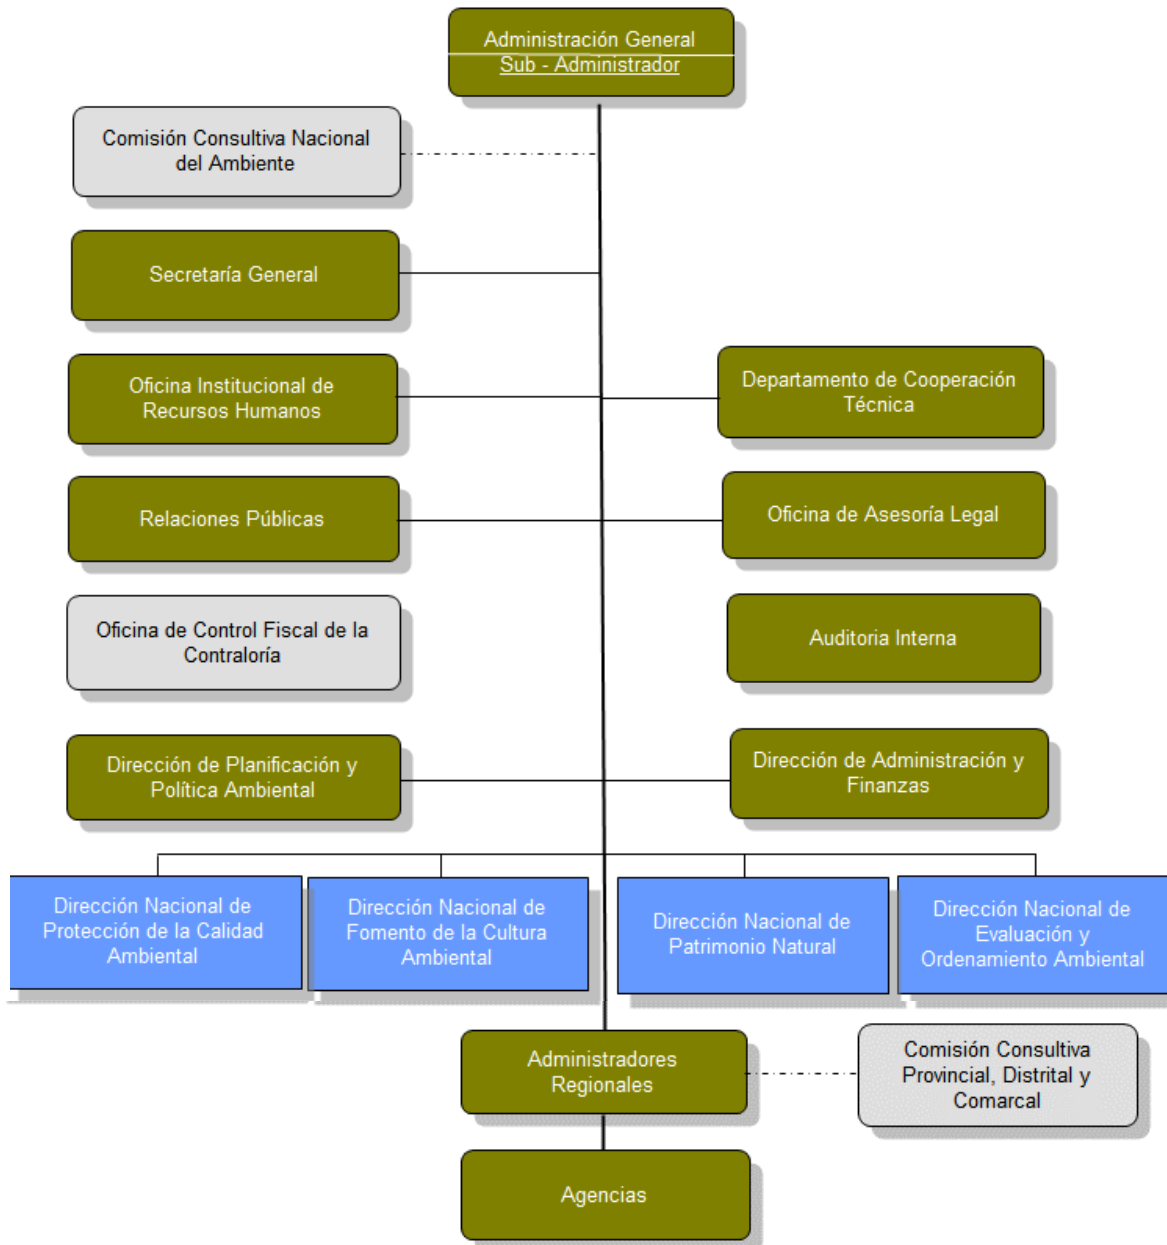 Administración General
Sub - Administrador
Comisión Consultiva Nacional
del Ambiente
Secretaría General
Oficina Institucional de
Recursos Humanos
Departamento de Cooperación
Técnica
Relaciones Públicas
Oficina de Asesoría Legal
Oficina de Control Fiscal de la
Contraloría
Auditoria Interna
Dirección de Planificación y
Política Ambiental
Dirección de Administración y
Finanzas
Dirección Nacional de
Protección de la Calidad
Ambiental
Dirección Nacional de
Fomento de la Cultura
Ambiental
Dirección Nacional de
Patrimonio Natural
Dirección Nacional de
Evaluación y
Ordenamiento Ambiental
Administradores
Regionales
Comisión Consultiva
Provincial, Distrital y
Comarcal
Agencias